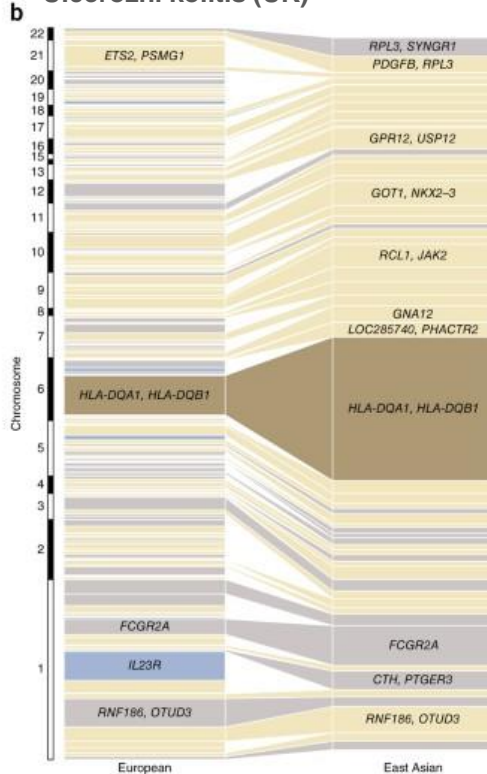 kolitis (UK)
b
22
21
20
19
18
17
16
15
13
12
11
10
9
8
7
6
5
4
3
2
1
Chromosome
ETS2, PSMG1
HLA-DQA1, HLA-DQB1
FCGR2A
IL23R
RNF186, OTUD3
European
RPL3, SYNGR1
PDGFB, RPL3
GPR12, USP12
GOT1, NKX2–3
RCL1, JAK2
GNA12
LOC285740, PHACTR2
HLA-DQA1, HLA-DQB1
FCGR2A
CTH, PTGER3
RNF186, OTUD3
East Asian